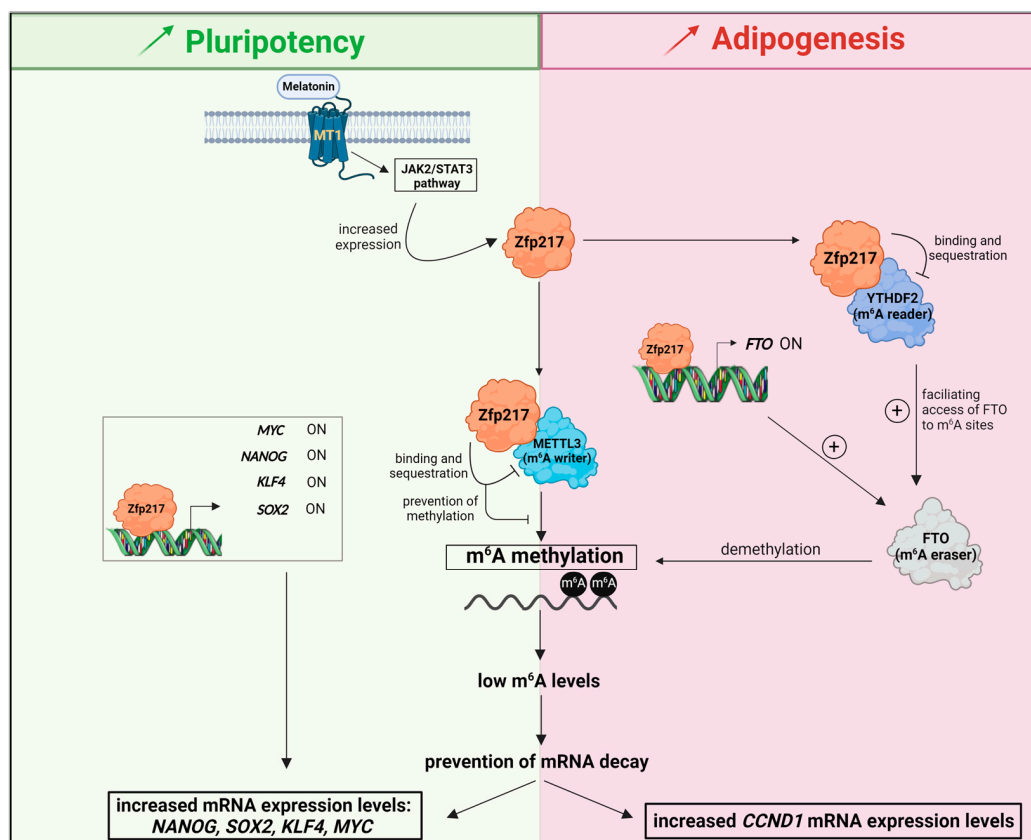 Pluripotency
Adipogenesis
Melatonin
MT1
JAK2/STAT3
pathway
increased
expression
Zfp217
Zfp217
binding and
sequestration
YTHDF2
(m⁶A reader)
Zfp217
FTO ON
faciliating
access of FTO
to m⁶A sites
+
+
Zfp217
METTL3
(m⁶A writer)
binding and
sequestration
prevention of
methylation
MYC ON
NANOG ON
KLF4 ON
SOX2 ON
Zfp217
m⁶A methylation
demethylation
FTO
(m⁶A eraser)
m⁶A m⁶A
low m⁶A levels
prevention of mRNA decay
increased mRNA expression levels:
NANOG, SOX2, KLF4, MYC
increased CCND1 mRNA expression levels